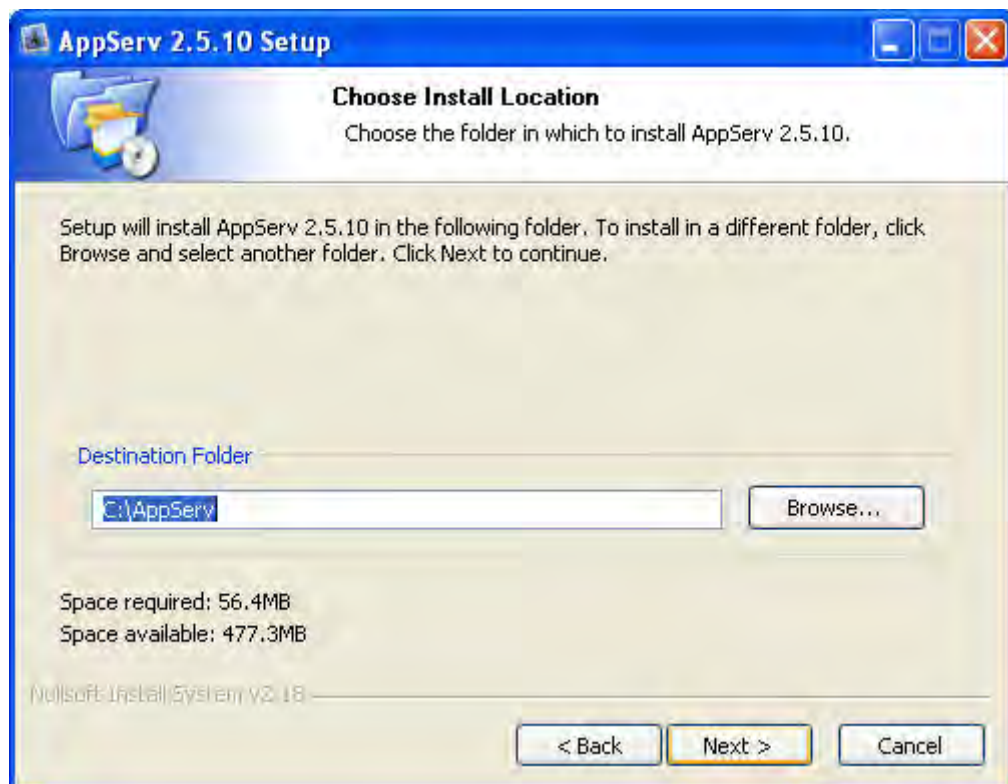 AppServ 2.5.10 Setup
Choose Install Location
Choose the folder in which to install AppServ 2.5.10.
Setup will install AppServ 2.5.10 in the following folder. To install in a different folder, click
Browse and select another folder. Click Next to continue.
Destination Folder
C:\AppServ
Browse...
Space required: 56.4MB
Space available: 477.3MB
Nullsoft Install System v2.18
< Back
Next >
Cancel